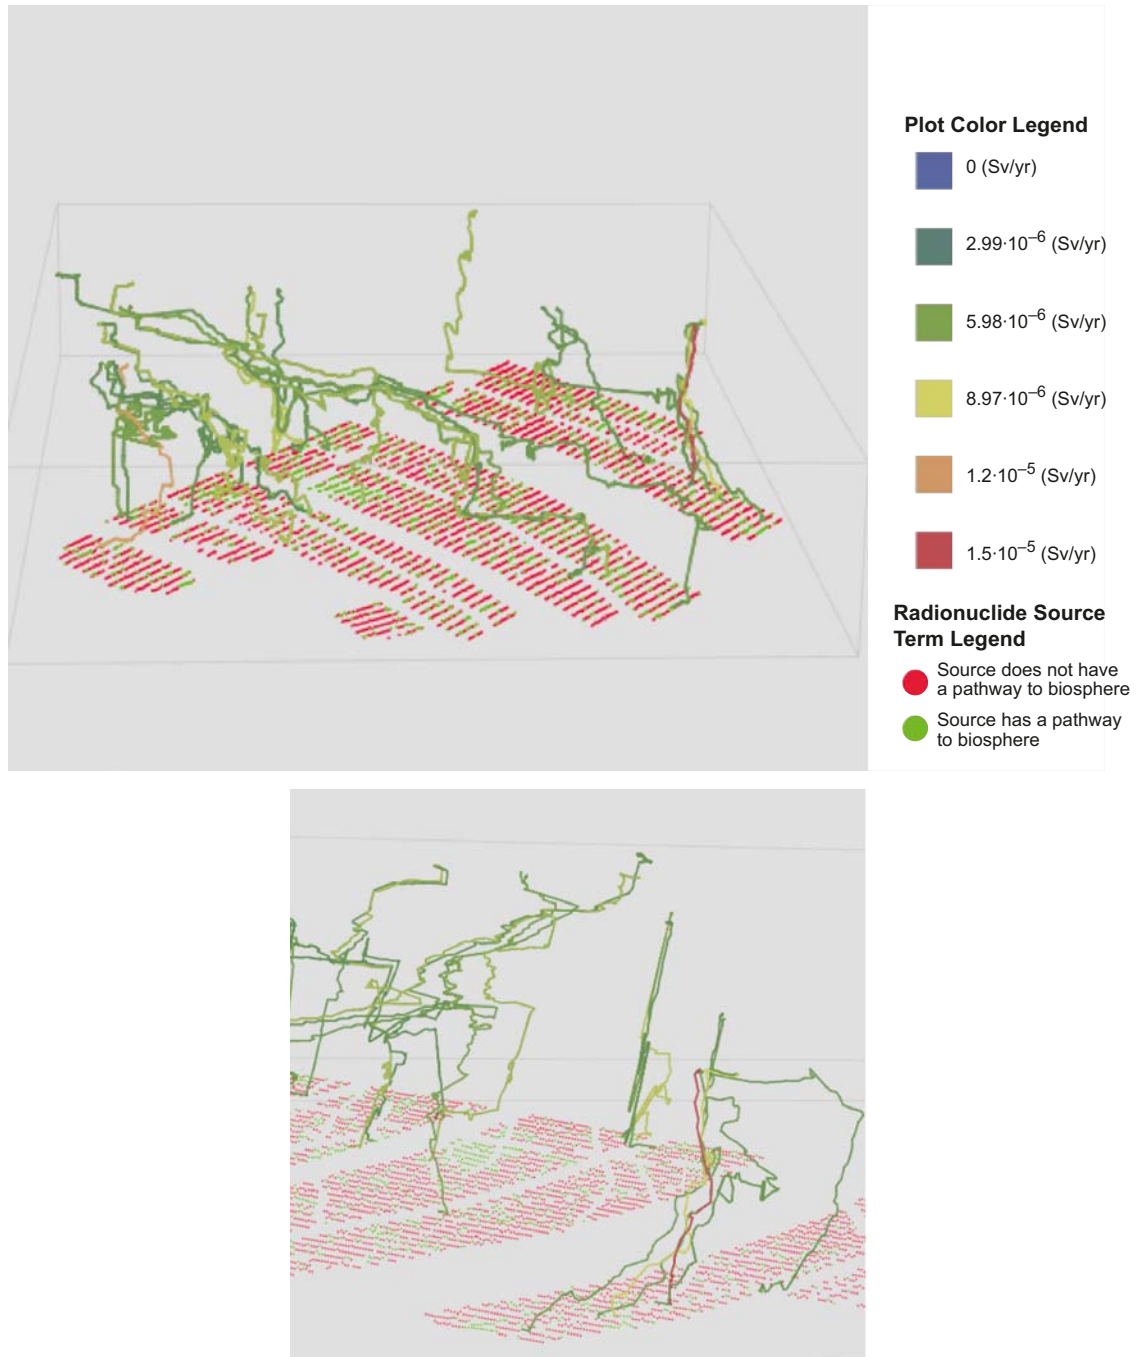 Plot Color Legend
0 (Sv/yr)
2.99·10⁻⁶ (Sv/yr)
5.98·10⁻⁶ (Sv/yr)
8.97·10⁻⁶ (Sv/yr)
1.2·10⁻⁵ (Sv/yr)
1.5·10⁻⁵ (Sv/yr)
Radionuclide Source
Term Legend
Source does not have
a pathway to biosphere
Source has a pathway
to biosphere